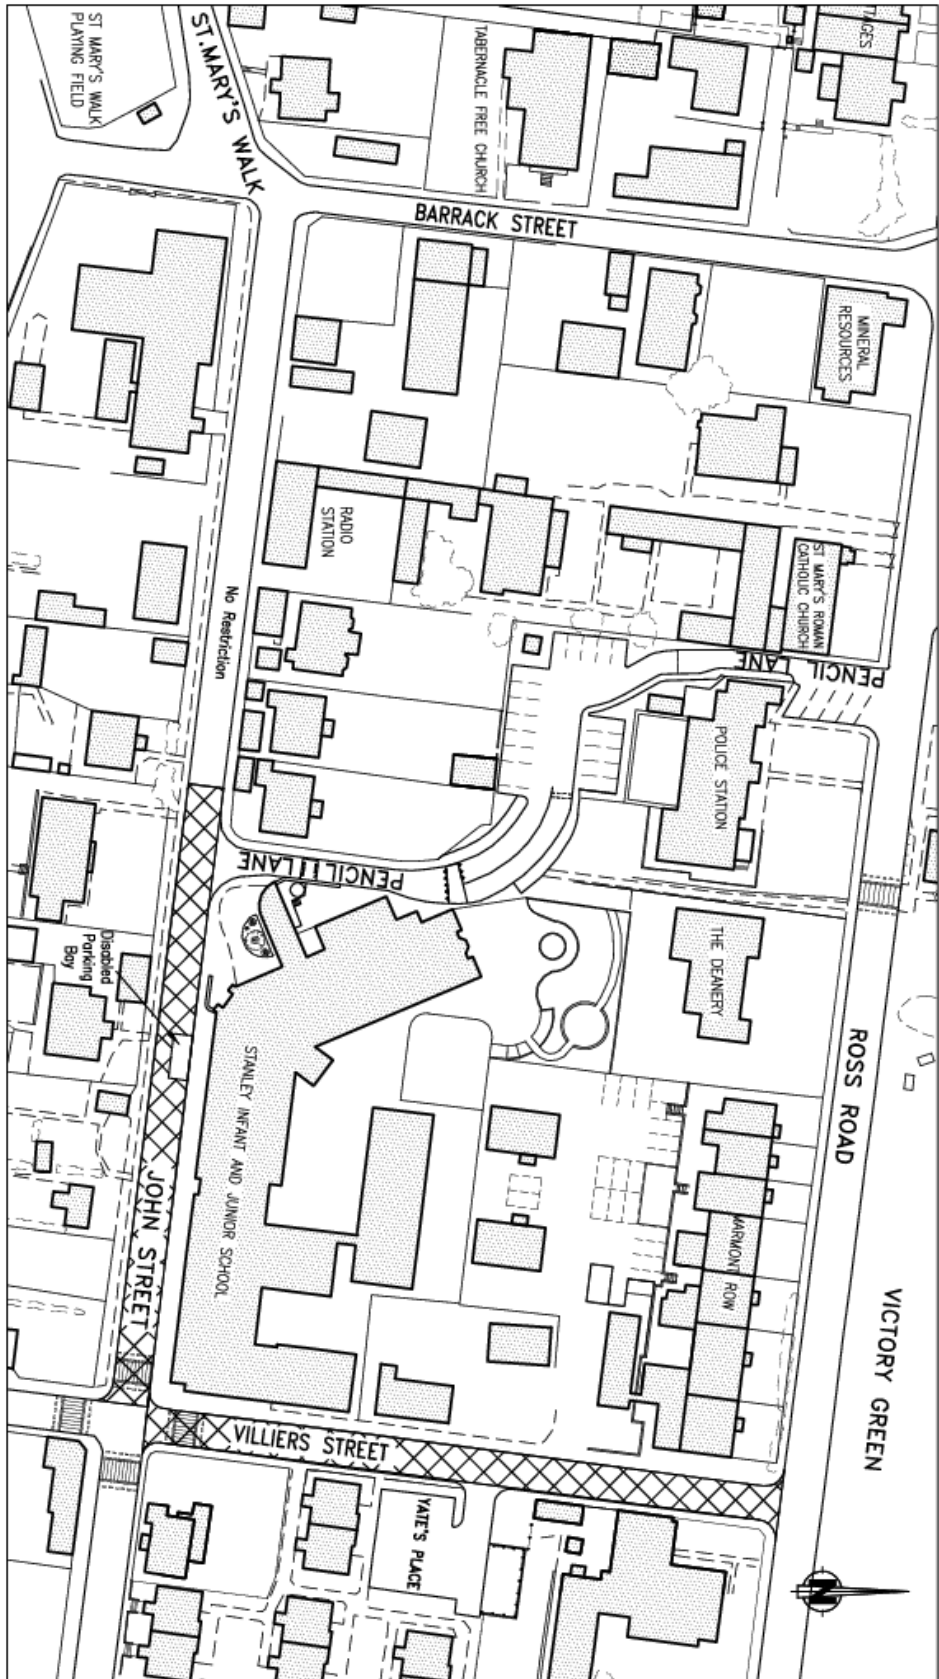 ST MARY'S WALK
PLAYING FIELD
ST.MARY'S WALK
TABERNACLE FREE CHURCH
TAGES
BARRACK STREET
MINERAL
RESOURCES
RADIO
STATION
ST MARY'S ROMAN
CATHOLIC CHURCH
No Restriction
PENCIL LANE
POLICE STATION
PENCIL LANE
Disabled
Parking
Bay
THE DEANERY
ROSS ROAD
STANLEY INFANT AND JUNIOR SCHOOL
JOHN STREET
MARMONT ROW
VICTORY GREEN
VILLIERS STREET
YATE'S PLACE
N